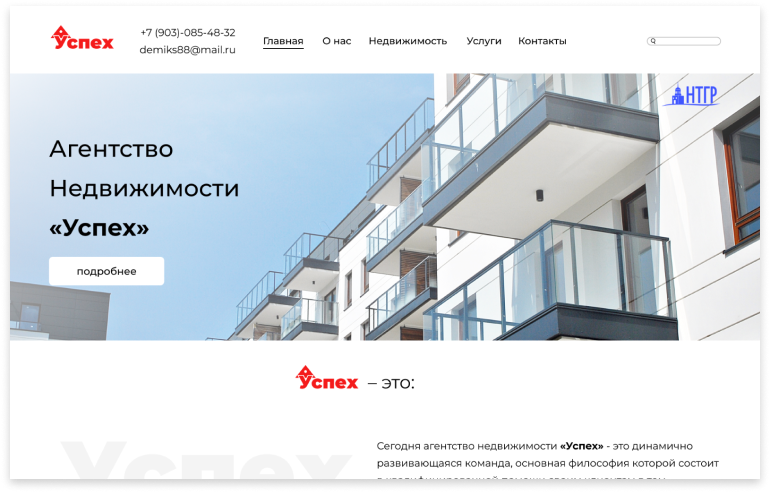 Успех
+7 (903)-085-48-32
demiks88@mail.ru
Главная
О нас
Недвижимость
Услуги
Контакты
НТГР
Агентство
Недвижимости
«Успех»
подробнее
Успех – это:
Успех
Сегодня агентство недвижимости «Успех» - это динамично
развивающаяся команда, основная философия которой состоит